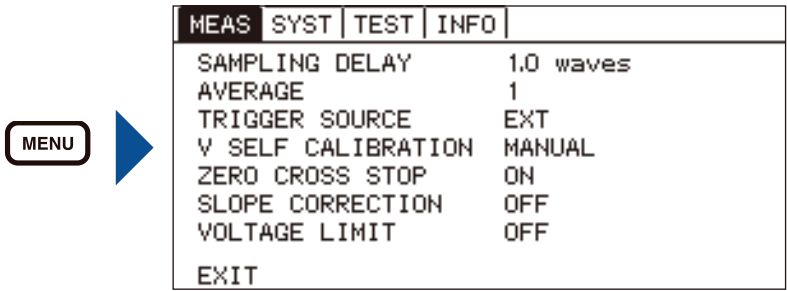 MEAS SYST TEST INFO
MENU
SAMPLING DELAY 1.0 waves
AVERAGE 1
TRIGGER SOURCE EXT
V SELF CALIBRATION MANUAL
ZERO CROSS STOP ON
SLOPE CORRECTION OFF
VOLTAGE LIMIT OFF
EXIT